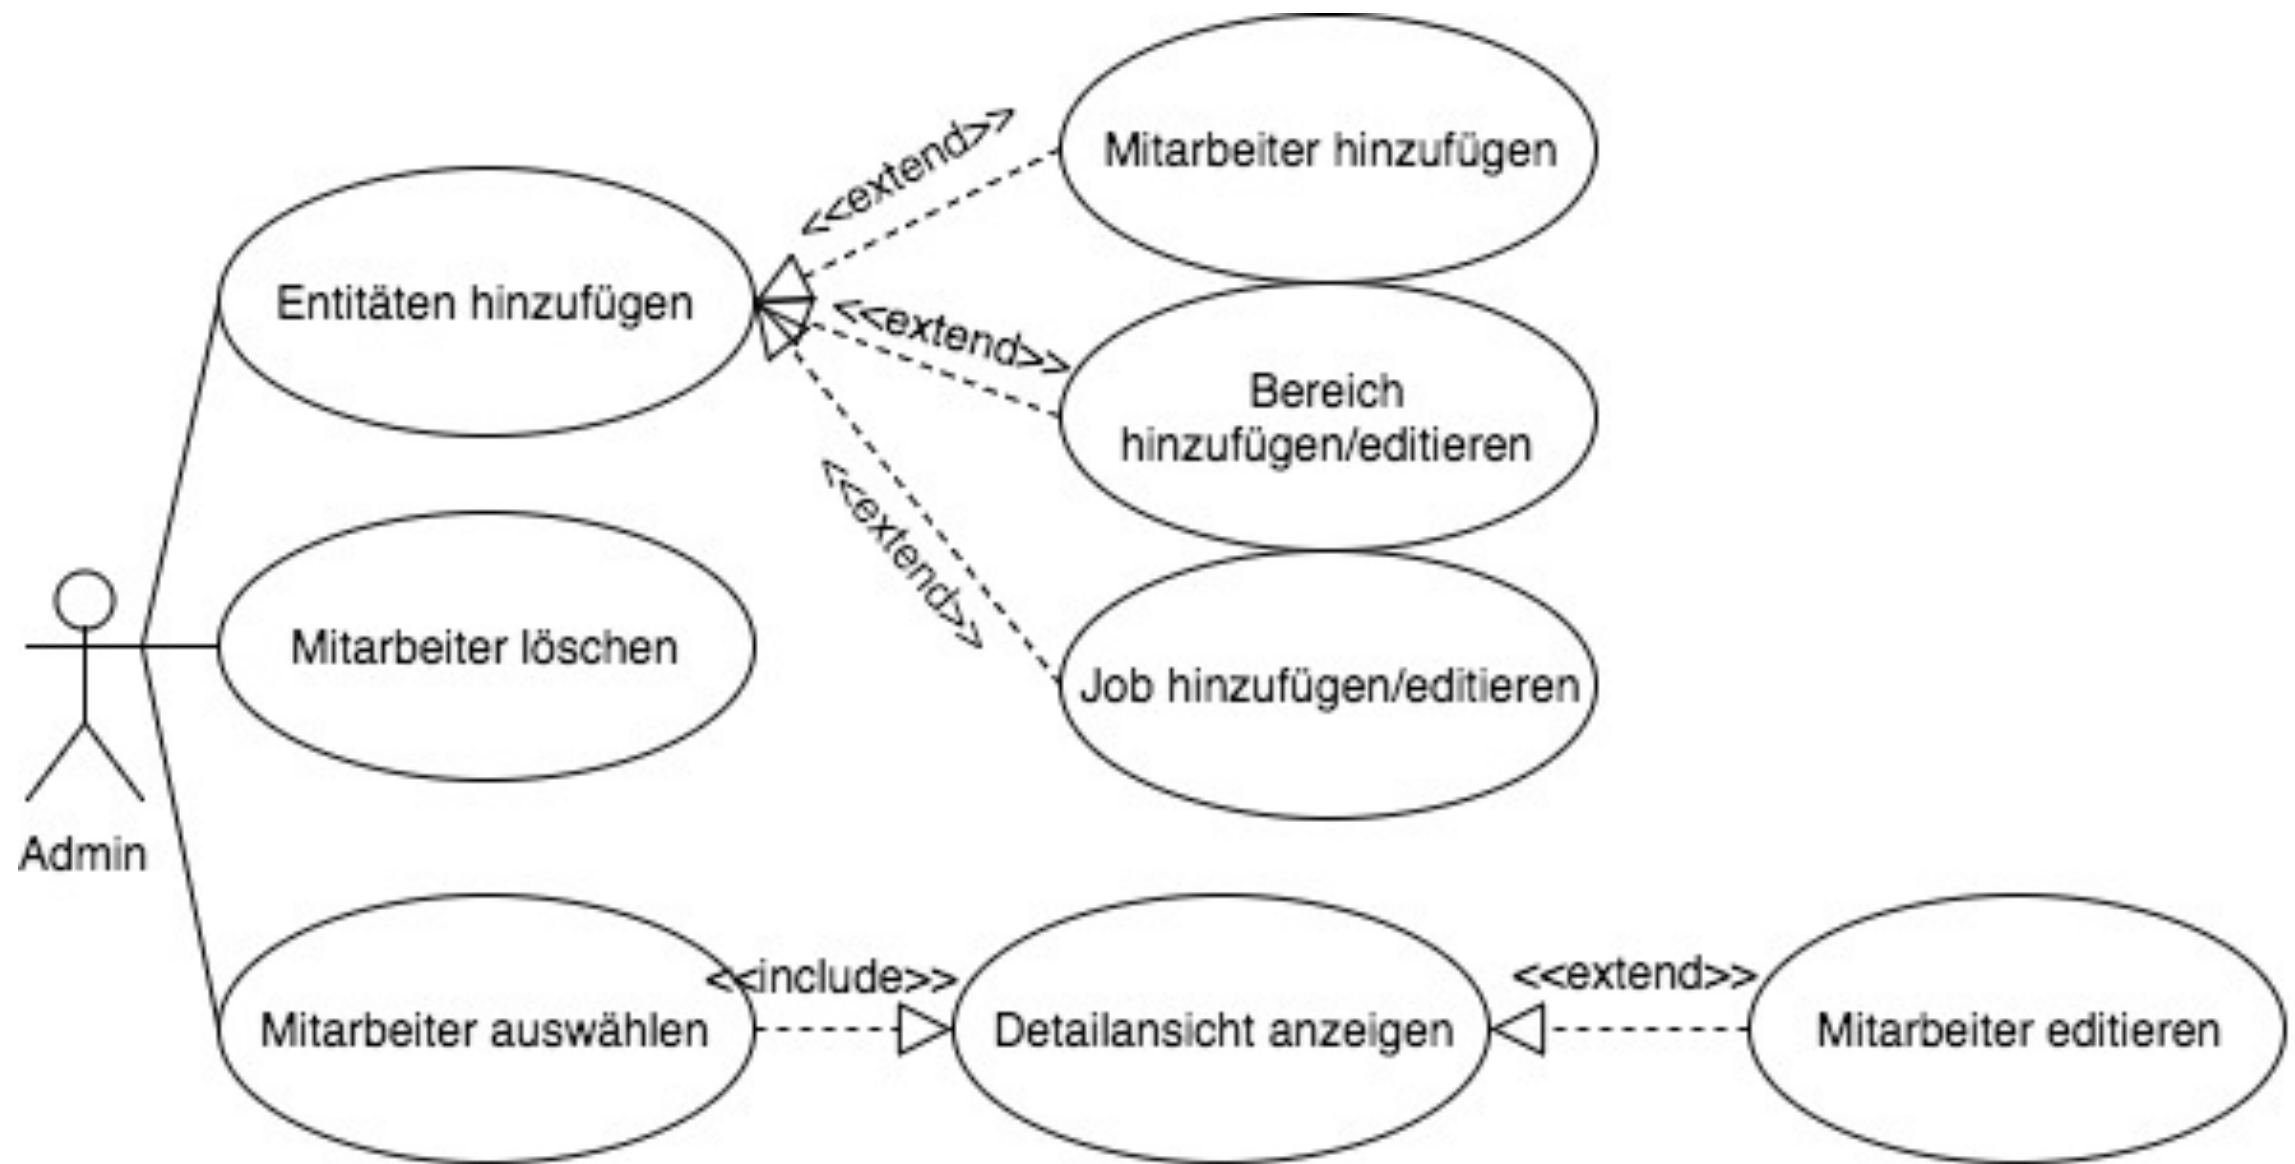 <<extend>>
Mitarbeiter hinzufügen
Entitäten hinzufügen
<<extend>>
Bereich
hinzufügen/editieren
<<extend>>
Mitarbeiter löschen
Job hinzufügen/editieren
Admin
<<include>>
<<extend>>
Mitarbeiter auswählen
Detailansicht anzeigen
Mitarbeiter editieren